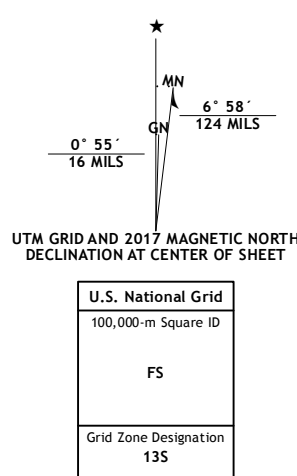 MN
GN
6° 58´
124 MILS
0° 55´
16 MILS
UTM GRID AND 2017 MAGNETIC NORTH
DECLINATION AT CENTER OF SHEET
U.S. National Grid
100,000-m Square ID
FS
Grid Zone Designation
13S